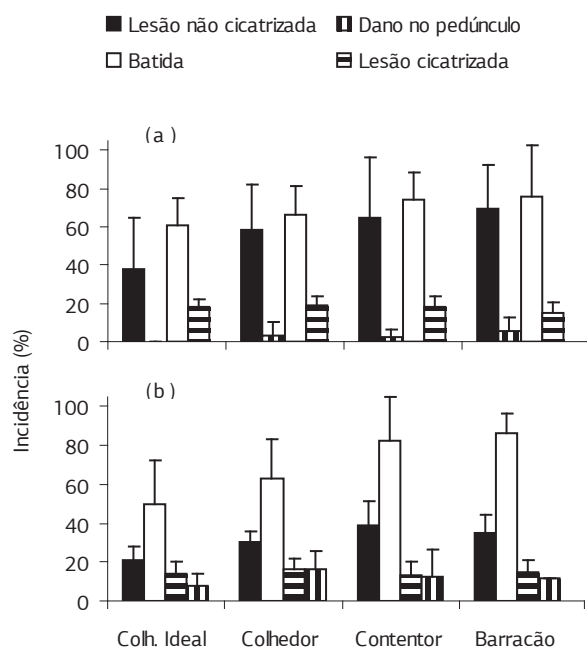 Lesão não cicatrizada Dano no pedúnculo
Batida Lesão cicatrizada
(a )
100
80
60
40
20
0
Incidência (%)
(b )
100
80
60
40
20
0
Colh. Ideal Colhedor Contentor Barracão